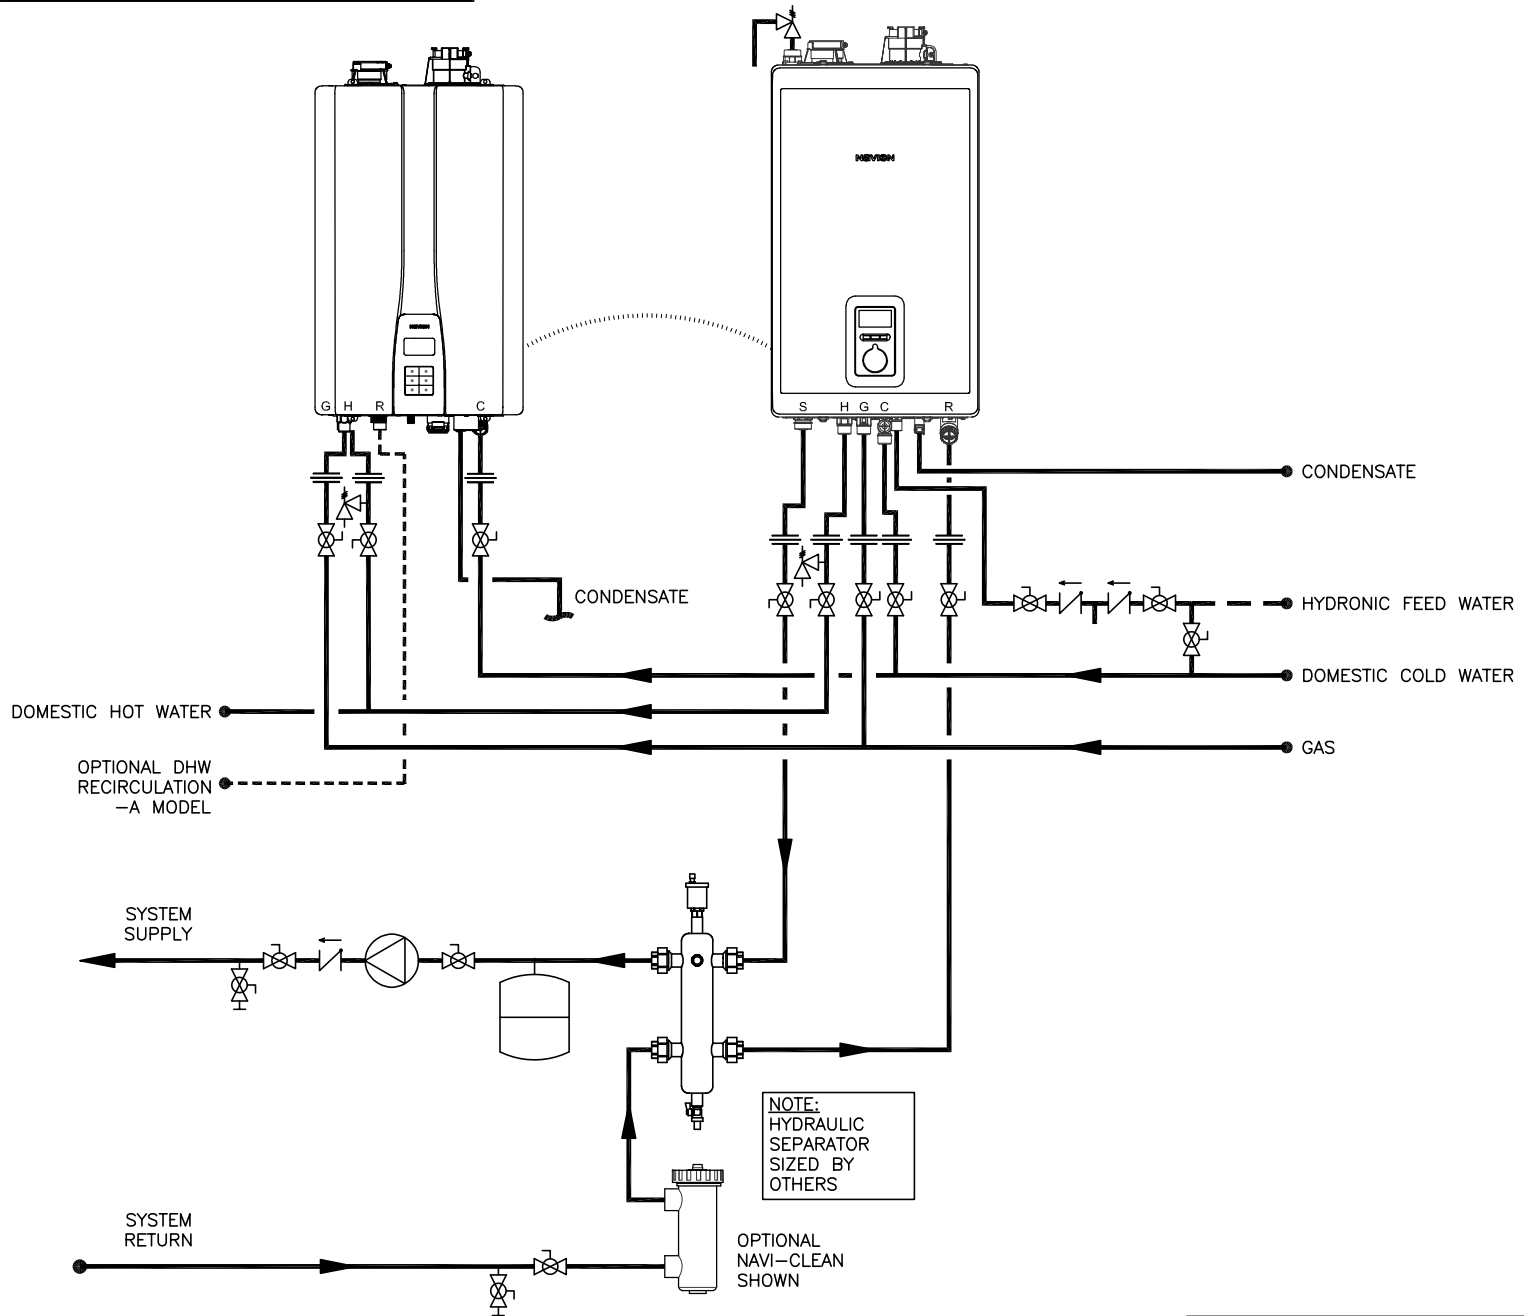 NAVIEN
NAVIEN
G H R C
S H G C R
CONDENSATE
CONDENSATE
HYDRONIC FEED WATER
DOMESTIC COLD WATER
DOMESTIC HOT WATER
GAS
OPTIONAL DHW
RECIRCULATION
-A MODEL
SYSTEM
SUPPLY
NOTE:
HYDRAULIC
SEPARATOR
SIZED BY
OTHERS
SYSTEM
RETURN
OPTIONAL
NAVI-CLEAN
SHOWN